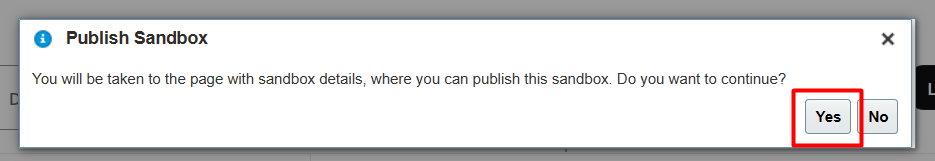 Publish Sandbox
You will be taken to the page with sandbox details, where you can publish this sandbox. Do you want to continue?
D
L
Yes No